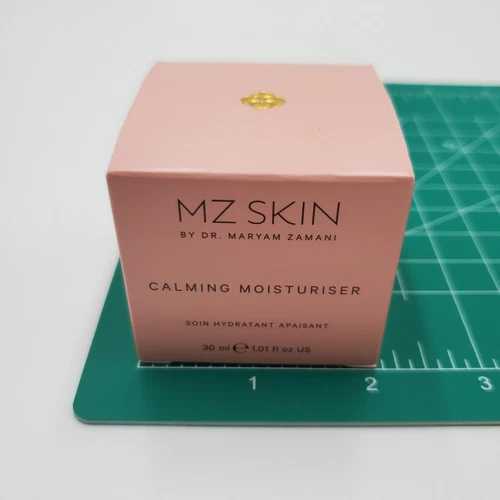 MZ SKIN
BY DR. MARYAM ZAMANI
CALMING MOISTURISER
SOIN HYDRATANT APAISANT
30 ml ℮ 1.01 fl oz US
1 2 3